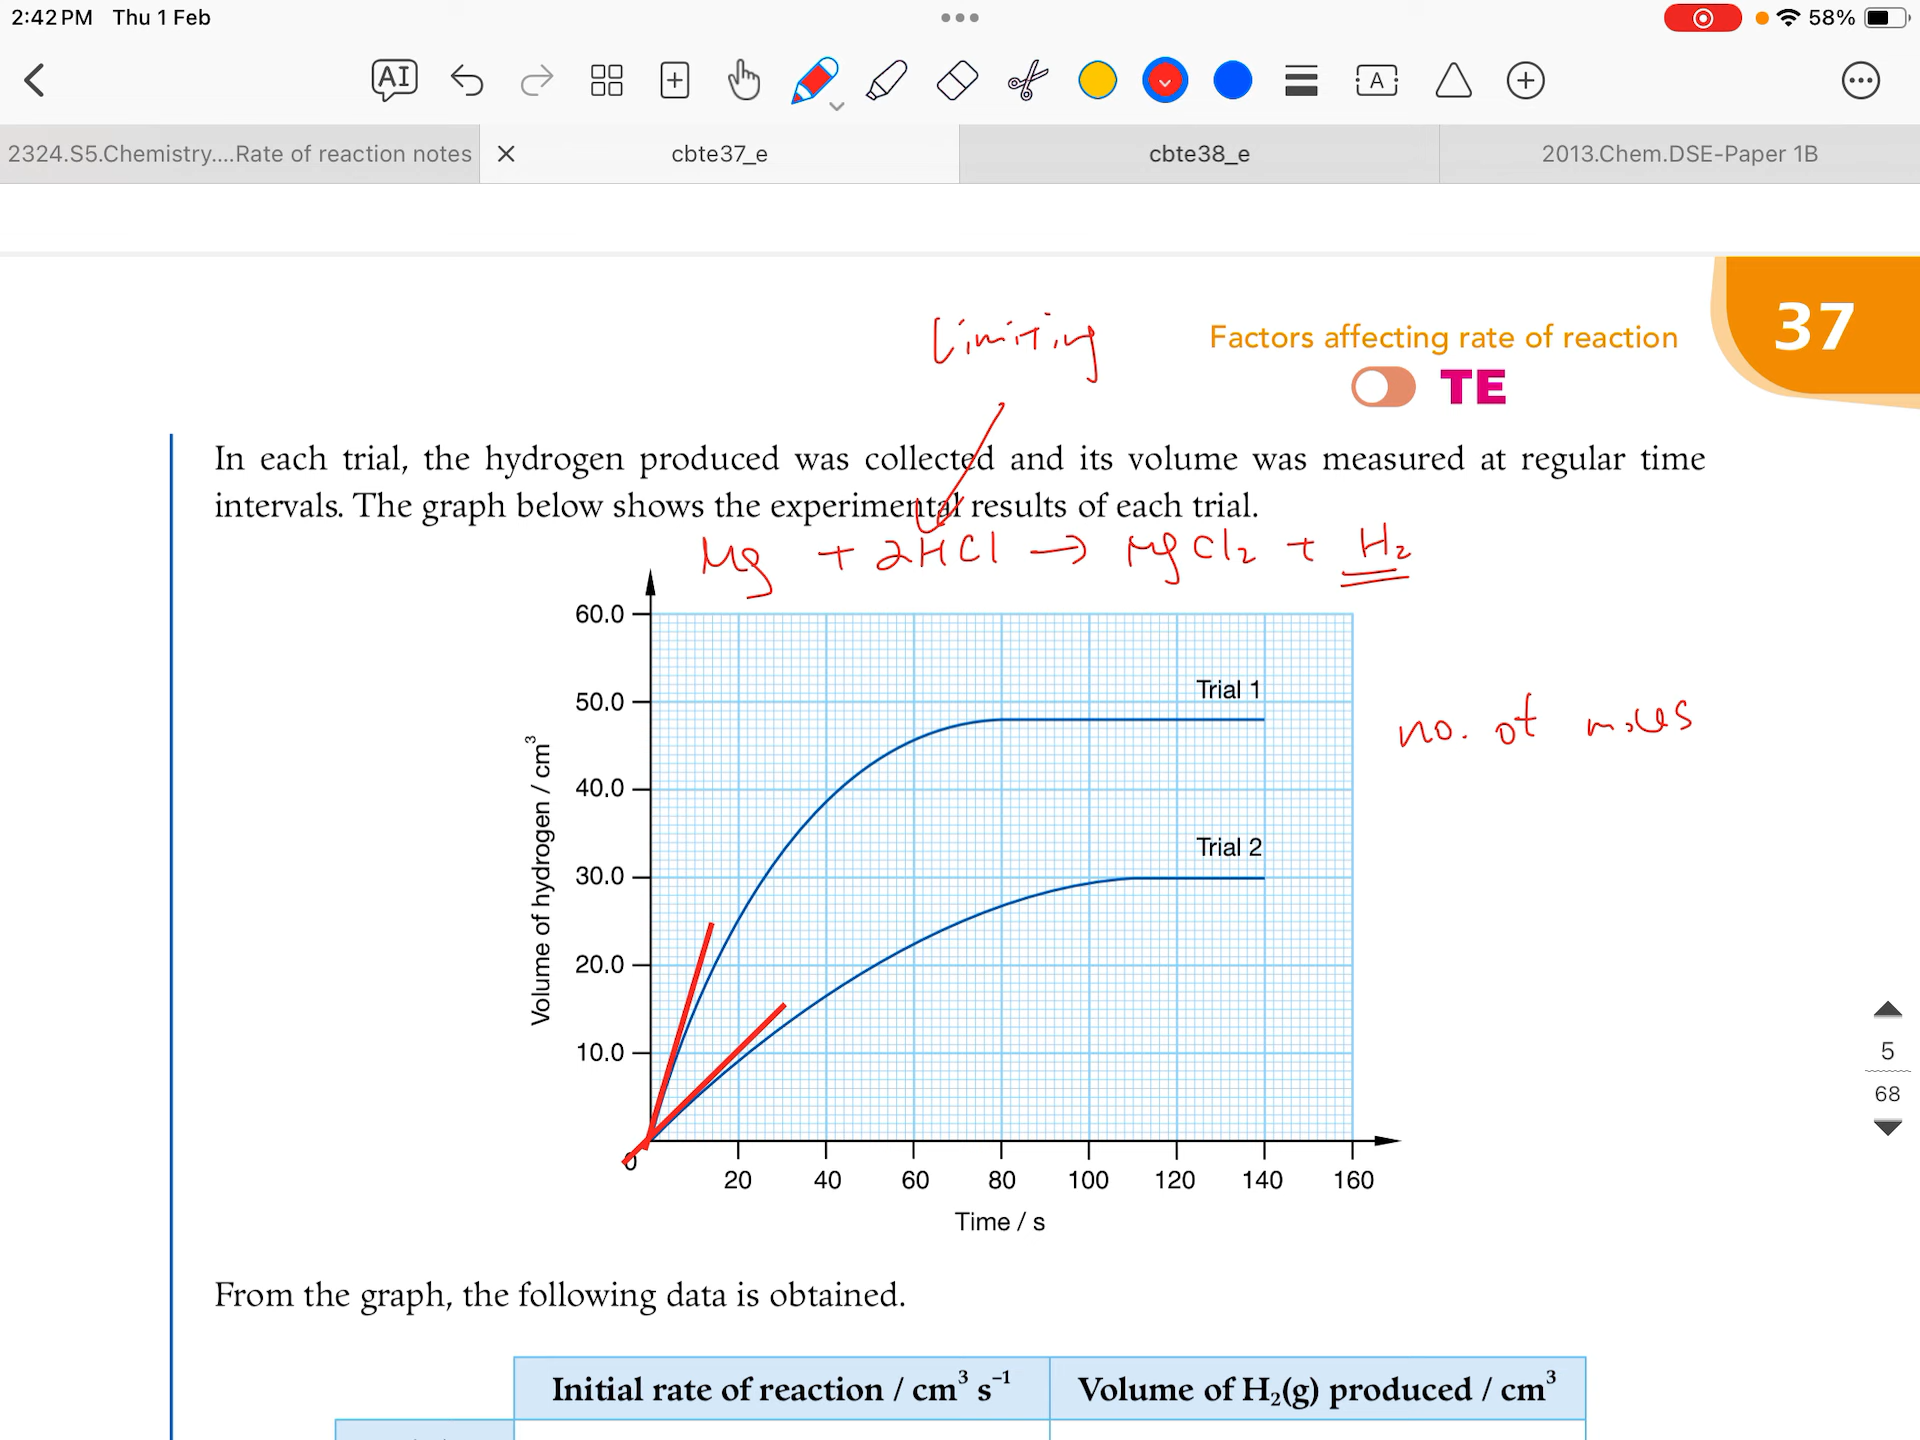 2:42 PM Thu 1 Feb
58%
AI
A
2324.S5.Chemistry....Rate of reaction notes
cbte37_e
cbte38_e
2013.Chem.DSE-Paper 1B
37
Limiting
Factors affecting rate of reaction
TE
In each trial, the hydrogen produced was collected and its volume was measured at regular time
intervals. The graph below shows the experimental results of each trial.
Mg + 2HCl → MgCl₂ + H₂
60.0
50.0
40.0
30.0
20.0
10.0
0
Volume of hydrogen / cm³
Trial 1
Trial 2
no. of moles
20 40 60 80 100 120 140 160
Time / s
5
68
From the graph, the following data is obtained.
Initial rate of reaction / cm³ s⁻¹
Volume of H₂(g) produced / cm³